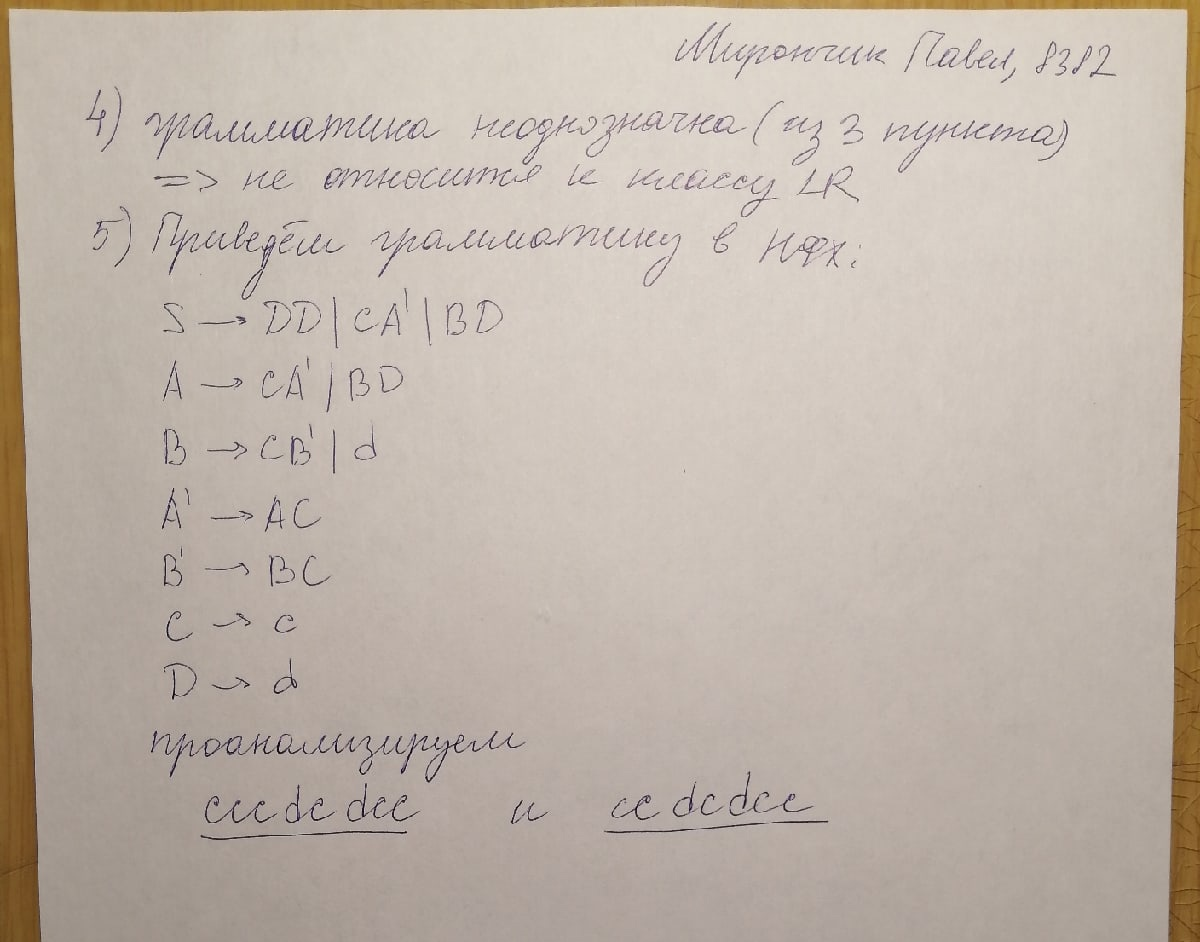 Мирончик Павел, 8382
4) грамматика неоднозначна (из 3 пункта)
=> не относится к классу LR
5) Приведём грамматику в НФХ:
S → DD | CA' | BD
A → CA' | BD
B → CB' | d
A' → AC
B' → BC
C → c
D → d
проанализируем
cccdcdcc и ccdcdcc